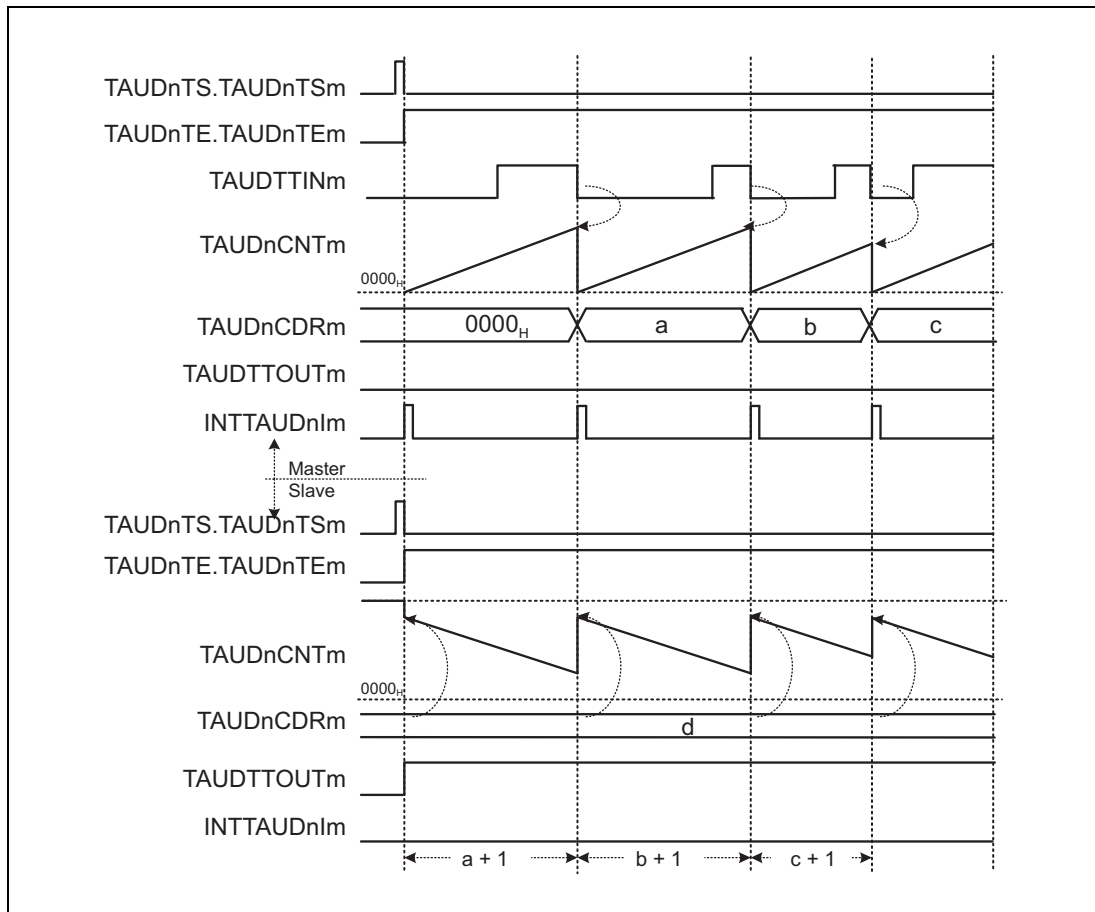 TAUDnTS.TAUDnTSm
TAUDnTE.TAUDnTEm
TAUDTTINm
TAUDnCNTm
0000H
TAUDnCDRm
0000H a b c
TAUDTTOUTm
INTTAUDnIm
Master
Slave
TAUDnTS.TAUDnTSm
TAUDnTE.TAUDnTEm
TAUDnCNTm
0000H
TAUDnCDRm
d
TAUDTTOUTm
INTTAUDnIm
a + 1 b + 1 c + 1